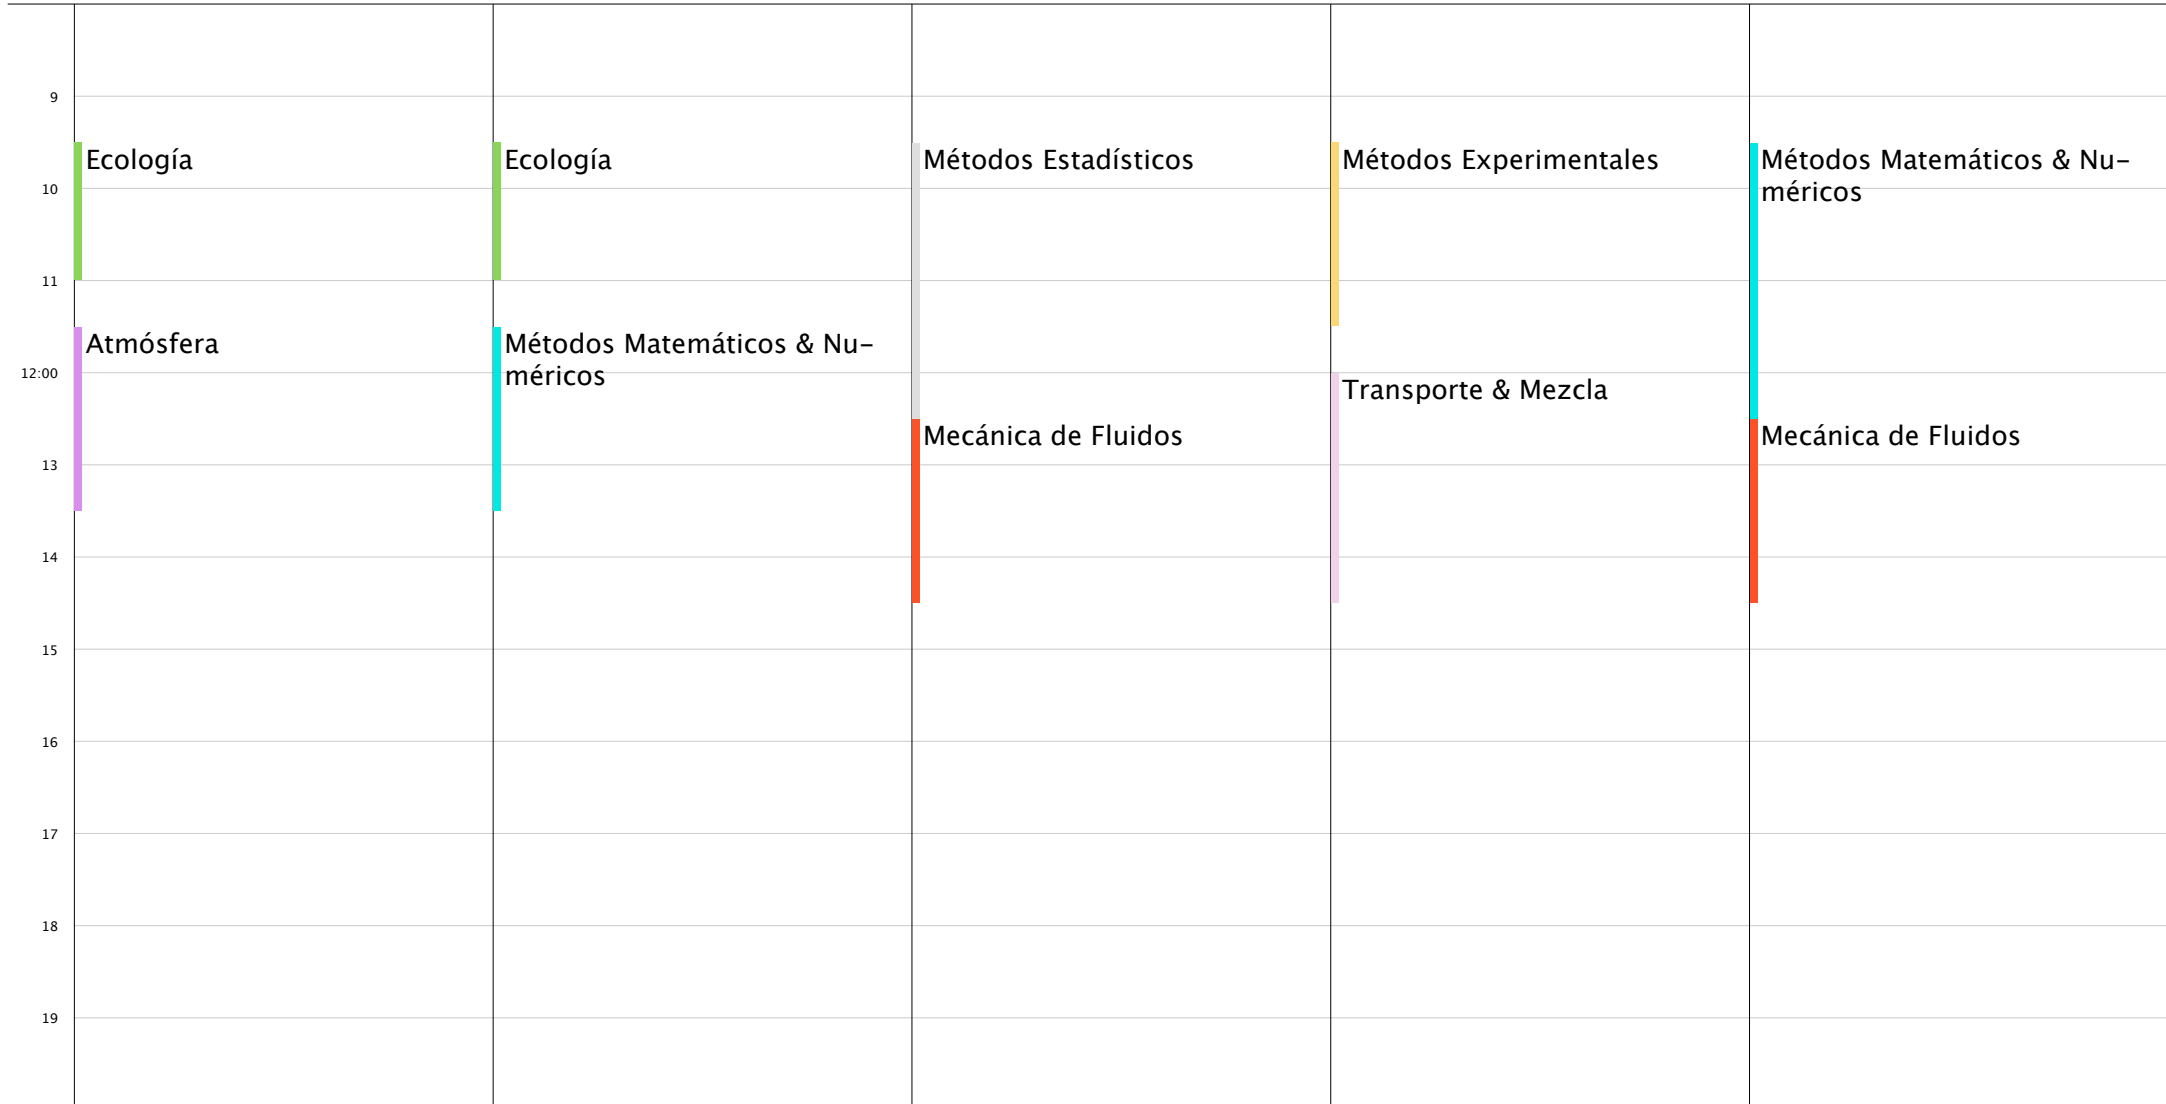 9
Ecología
Ecología
Métodos Estadísticos
Métodos Experimentales
Métodos Matemáticos & Nu-
méricos
10
11
Atmósfera
Métodos Matemáticos & Nu-
méricos
12:00
Transporte & Mezcla
Mecánica de Fluidos
Mecánica de Fluidos
13
14
15
16
17
18
19